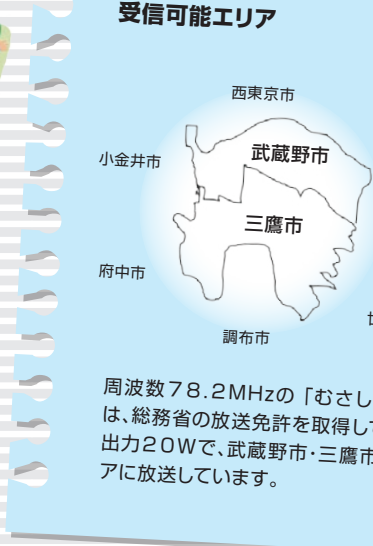 受信可能エリア
西東京市
小金井市
武蔵野市
三鷹市
府中市
調布市
周波数78.2MHzの「むさし
は、総務省の放送免許を取得して
出力20Wで、武蔵野市・三鷹市
アに放送しています。